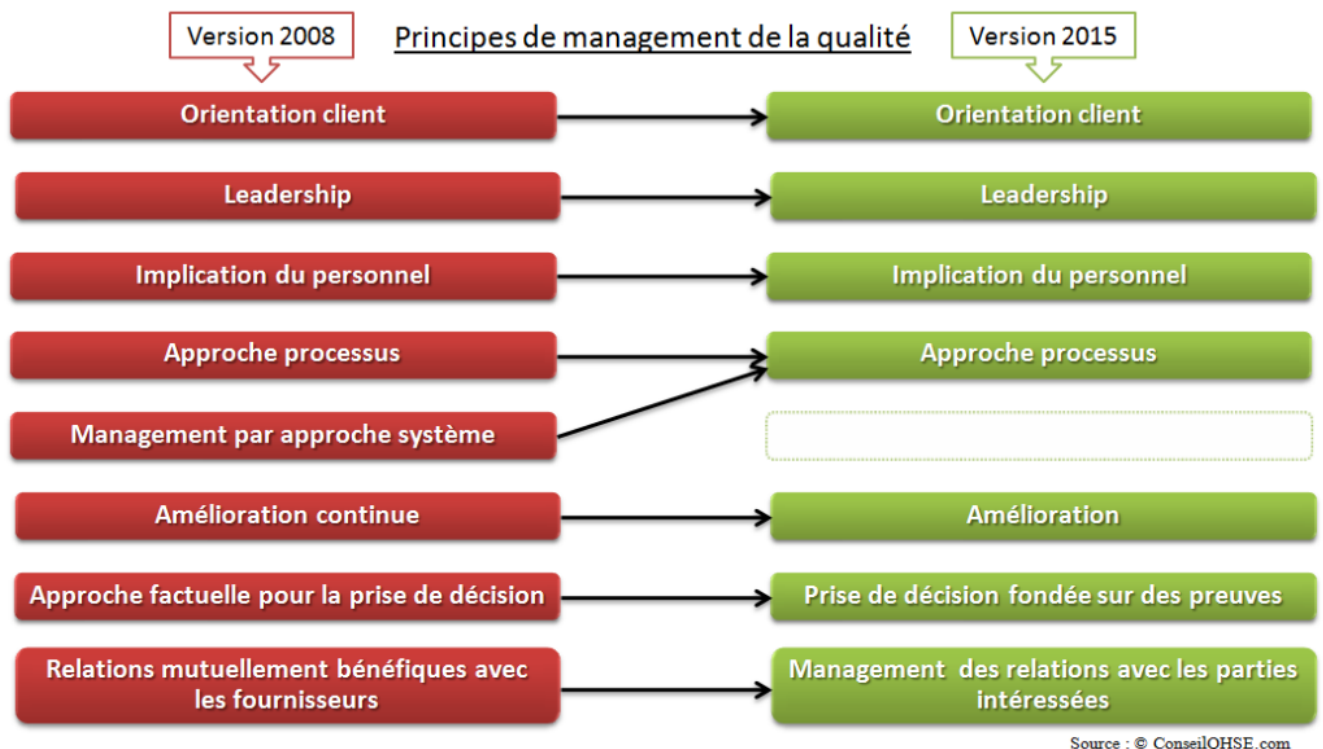 Version 2008
Principes de management de la qualité
Version 2015
Orientation client
Orientation client
Leadership
Leadership
Implication du personnel
Implication du personnel
Approche processus
Approche processus
Management par approche système
Amélioration continue
Amélioration
Approche factuelle pour la prise de décision
Prise de décision fondée sur des preuves
Relations mutuellement bénéfiques avec
les fournisseurs
Management des relations avec les parties
intéressées
Source : © ConseilQHSE.com